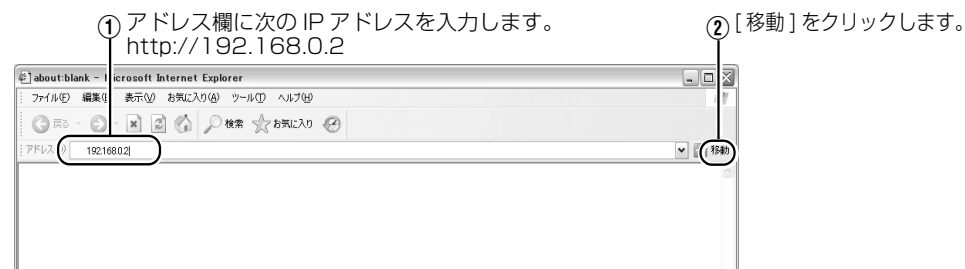 ① アドレス欄に次の IP アドレスを入力します。
http://192.168.0.2
② [ 移動 ] をクリックします。
about:blank - Microsoft Internet Explorer
ファイル(F) 編集(E) 表示(V) お気に入り(A) ツール(T) ヘルプ(H)
戻る 検索 お気に入り
アドレス(D) 192.168.0.2 移動